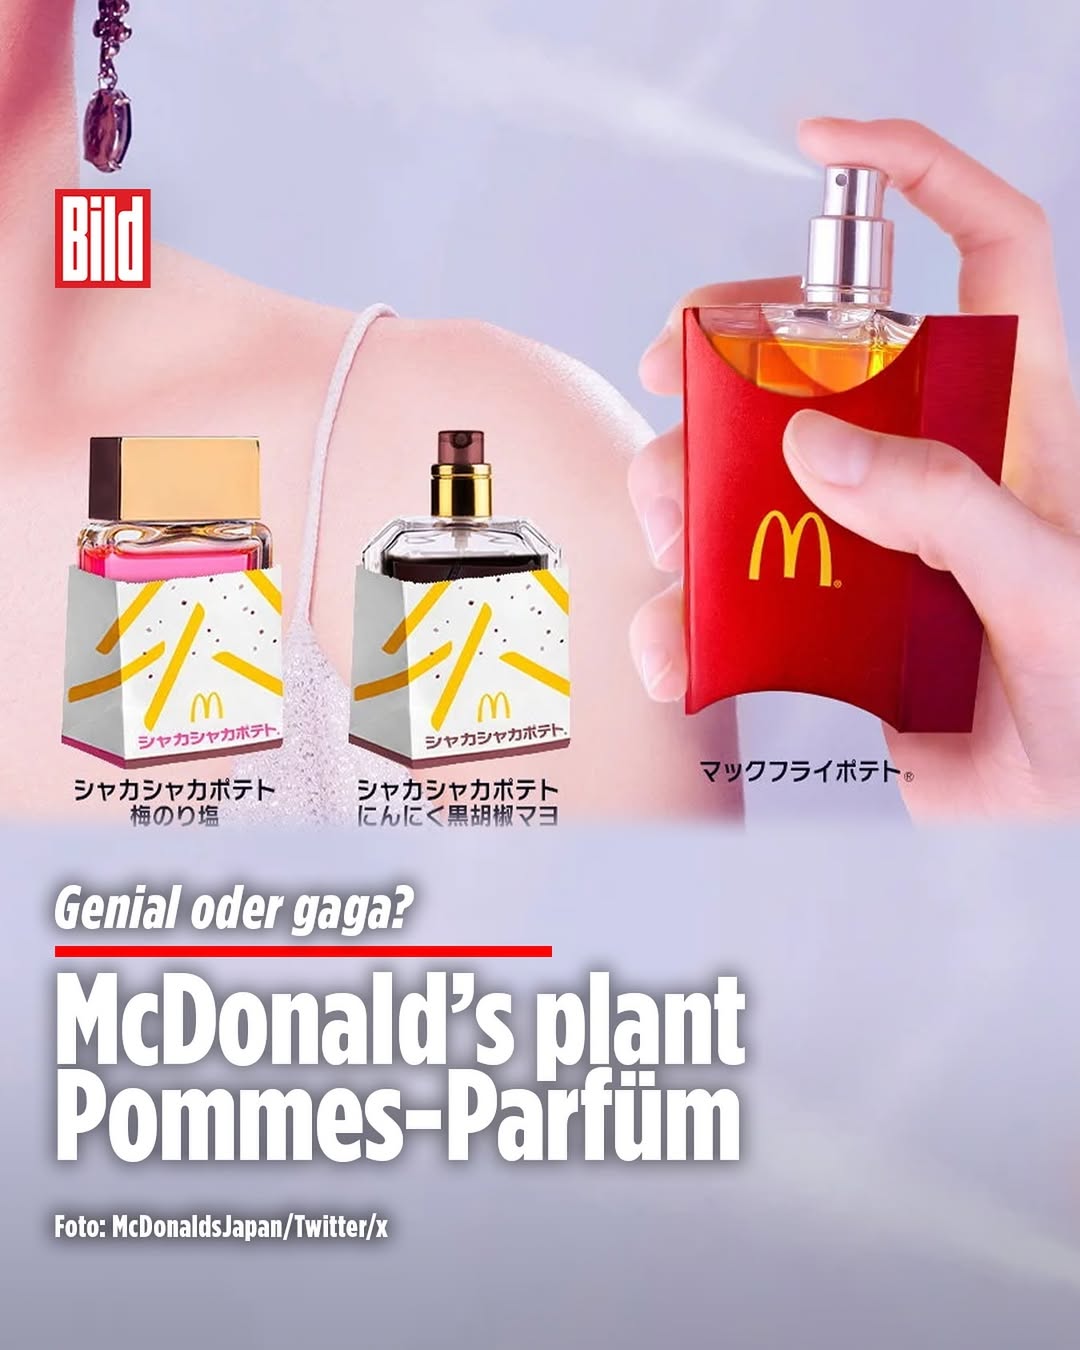 Bild
シャカシャカポテト
シャカシャカポテト.
シャカシャカポテト
梅のり塩
シャカシャカポテト
にんにく黒胡椒マヨ
マックフライポテト®
Genial oder gaga?
McDonald's plant
Pommes-Parfüm
Foto: McDonaldsJapan/Twitter/x